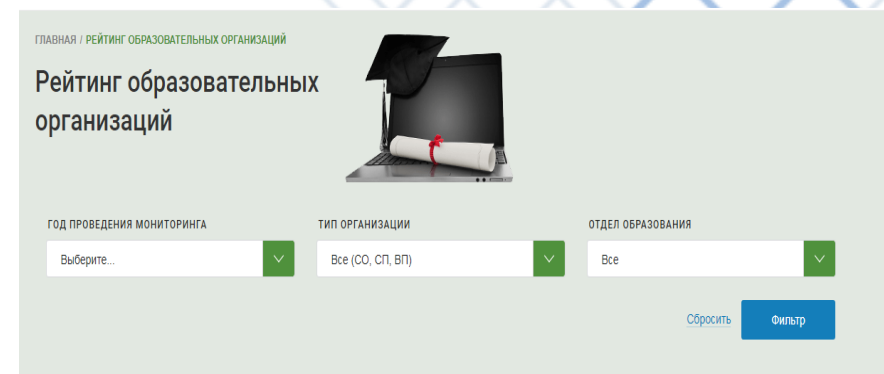 ГЛАВНАЯ / РЕЙТИНГ ОБРАЗОВАТЕЛЬНЫХ ОРГАНИЗАЦИЙ
Рейтинг образовательных
организаций
ГОД ПРОВЕДЕНИЯ МОНИТОРИНГА ТИП ОРГАНИЗАЦИИ ОТДЕЛ ОБРАЗОВАНИЯ
Выберите... Все (СО, СП, ВП) Все
Сбросить Фильтр